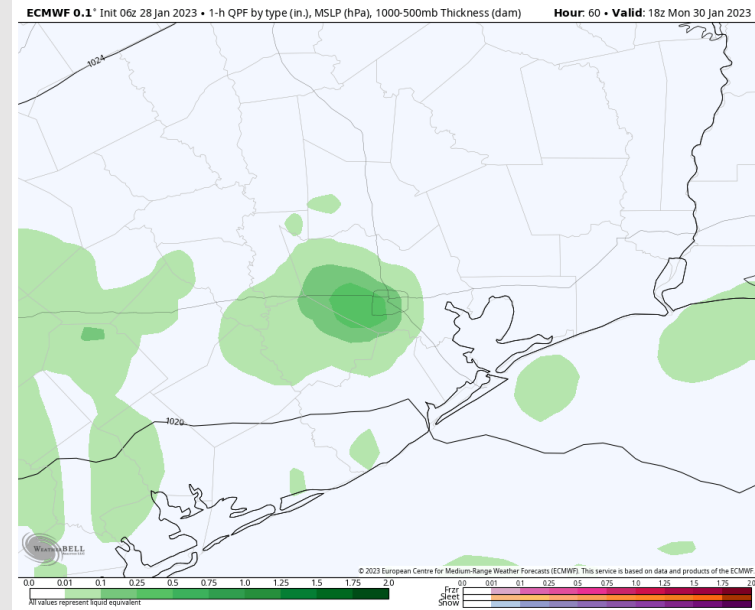 ECMWF 0.1° Init 06z 28 Jan 2023 • 1-h QPF by type (in.), MSLP (hPa), 1000-500mb Thickness (dam) Hour: 60 • Valid: 18z Mon 30 Jan 2023
1024
1020
WEATHERBELL
© 2023 European Centre for Medium-Range Weather Forecasts (ECMWF). This service is based on data and products of the ECMWF.
0.0 0.01 0.1 0.25 0.5 0.75 1.0 1.25 1.5 1.75 2.0
All values represent liquid equivalent
0.0 0.01 0.1 0.25 0.5 0.75 1.0 1.25 1.5 1.75 2.0
Frzr
Sleet
Snow